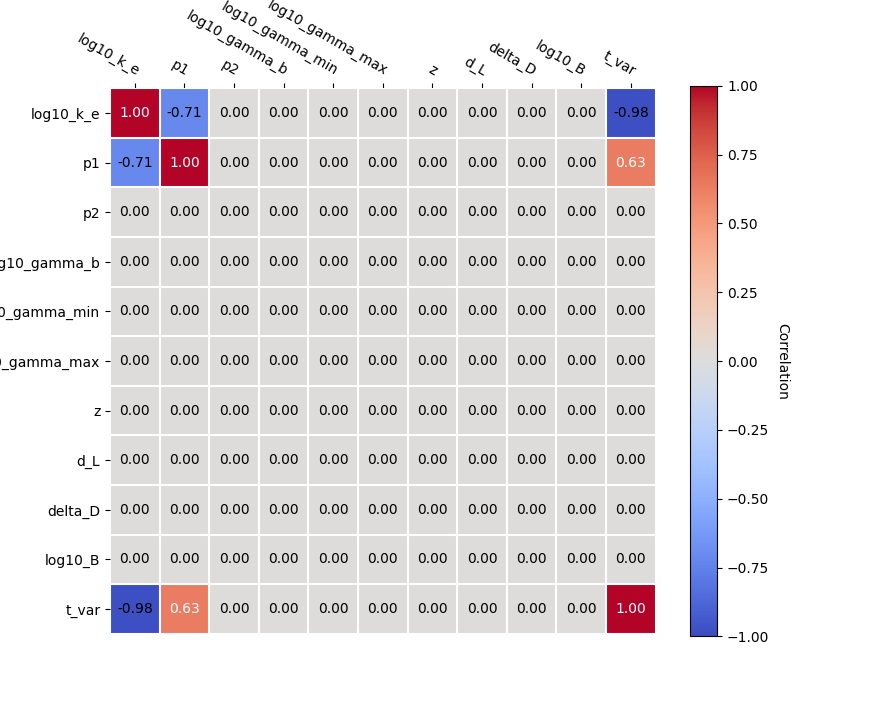 log10_k_e p1 p2 log10_gamma_b log10_gamma_min log10_gamma_max z d_L delta_D log10_B t_var
log10_k_e 1.00 -0.71 0.00 0.00 0.00 0.00 0.00 0.00 0.00 0.00 -0.98
p1 -0.71 1.00 0.00 0.00 0.00 0.00 0.00 0.00 0.00 0.00 0.63
p2 0.00 0.00 0.00 0.00 0.00 0.00 0.00 0.00 0.00 0.00 0.00
g10_gamma_b 0.00 0.00 0.00 0.00 0.00 0.00 0.00 0.00 0.00 0.00 0.00
0_gamma_min 0.00 0.00 0.00 0.00 0.00 0.00 0.00 0.00 0.00 0.00 0.00
0_gamma_max 0.00 0.00 0.00 0.00 0.00 0.00 0.00 0.00 0.00 0.00 0.00
z 0.00 0.00 0.00 0.00 0.00 0.00 0.00 0.00 0.00 0.00 0.00
d_L 0.00 0.00 0.00 0.00 0.00 0.00 0.00 0.00 0.00 0.00 0.00
delta_D 0.00 0.00 0.00 0.00 0.00 0.00 0.00 0.00 0.00 0.00 0.00
log10_B 0.00 0.00 0.00 0.00 0.00 0.00 0.00 0.00 0.00 0.00 0.00
t_var -0.98 0.63 0.00 0.00 0.00 0.00 0.00 0.00 0.00 0.00 1.00
1.00
0.75
0.50
0.25
0.00
−0.25
−0.50
−0.75
−1.00
Correlation